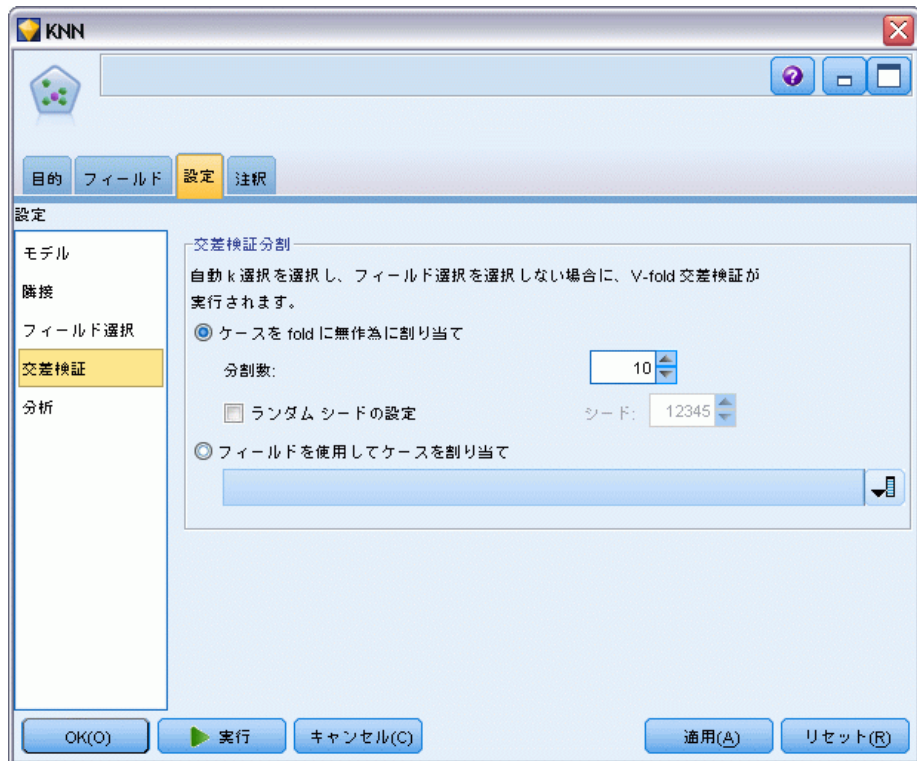 KNN
目的
フィールド
設定
注釈
設定
モデル
隣接
フィールド選択
交差検証
分析
交差検証分割
自動 k 選択を選択し、フィールド選択を選択しない場合に、V-fold 交差検証が
実行されます。
ケースを fold に無作為に割り当て
分割数: 10
ランダム シードの設定 シード: 12345
フィールドを使用してケースを割り当て
OK(O) 実行 キャンセル(C) 適用(A) リセット(R)